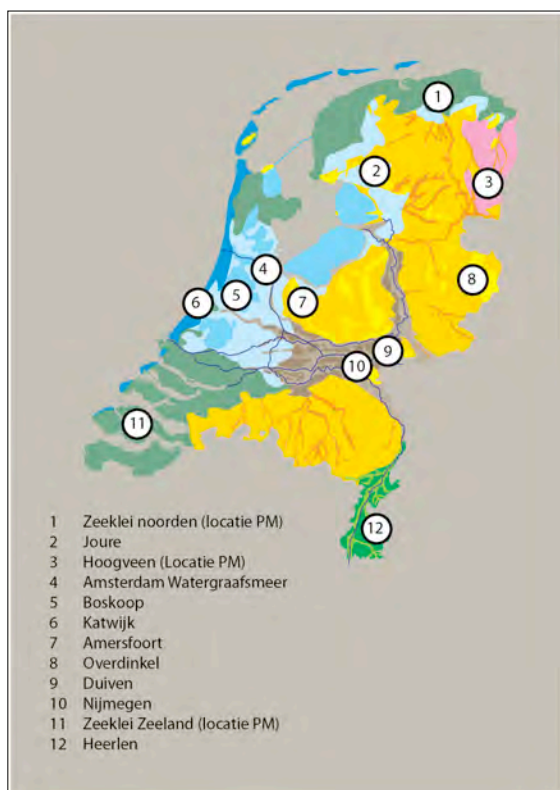 1
2
3
4
5
6
7
8
9
10
11
12
1 Zeeklei noorden (locatie PM)
2 Joure
3 Hoogveen (Locatie PM)
4 Amsterdam Watergraafsmeer
5 Boskoop
6 Katwijk
7 Amersfoort
8 Overdinkel
9 Duiven
10 Nijmegen
11 Zeeklei Zeeland (locatie PM)
12 Heerlen